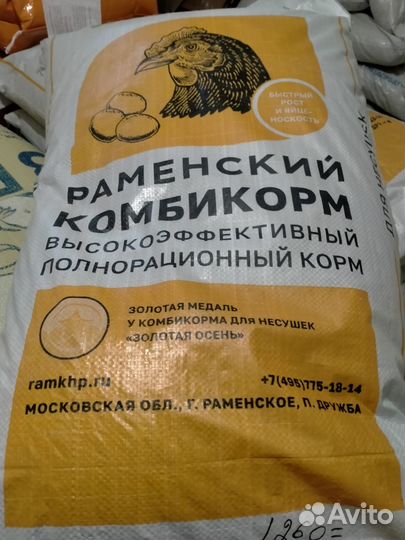 БЫСТРЫЙ
РОСТ
И ЯЙЦЕ-
НОСКОСТЬ
РАМЕНСКИЙ
КОМБИКОРМ
ВЫСОКОЭФФЕКТИВНЫЙ
ПОЛНОРАЦИОННЫЙ КОРМ
ЗОЛОТАЯ МЕДАЛЬ
У КОМБИКОРМА ДЛЯ НЕСУШЕК
«ЗОЛОТАЯ ОСЕНЬ»
ramkhp.ru +7(495)775-18-14
МОСКОВСКАЯ ОБЛ., Г. РАМЕНСКОЕ, П. ДРУЖБА
1260=
Avito